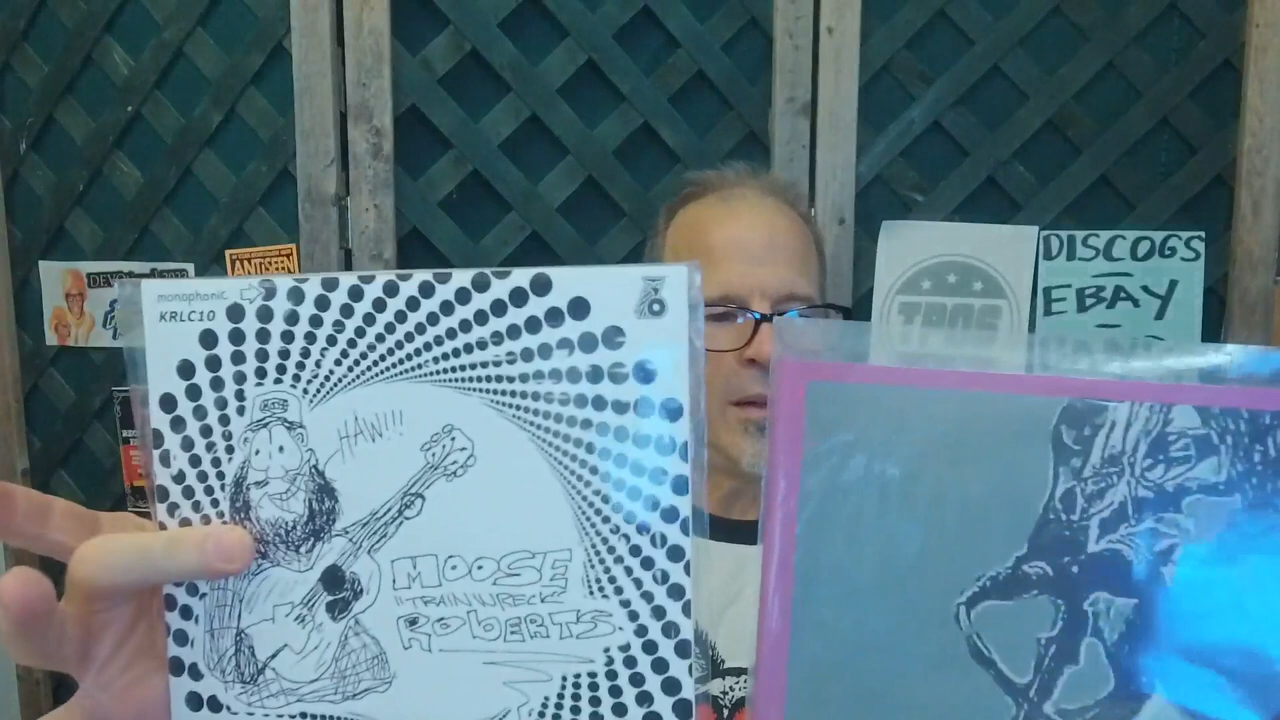 DEVO
ANTiSEEN
DISCOGS
EBAY
monophonic
KRLC10
HAW!!!
MOOSE
"TRAINWRECK
ROBERTS